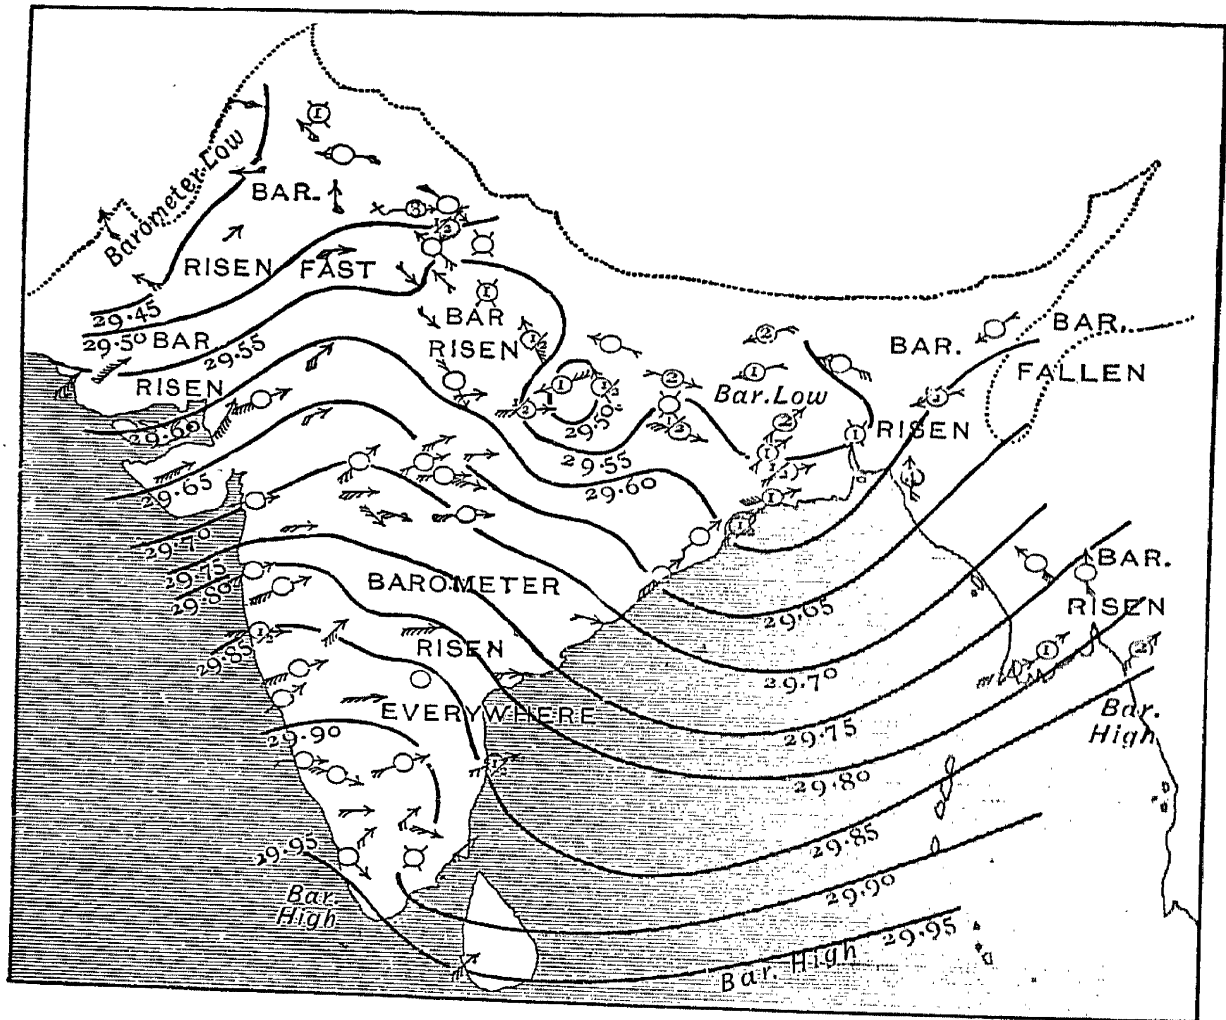 Barometer Low
BAR.
RISEN FAST
29.45
29.50
BAR.
29.55
RISEN
29.60
BAR
RISEN
29.50
29.55
29.60
Bar. Low
BAR.
RISEN
BAR.
FALLEN
29.65
29.70
29.75
29.80
29.85
BAROMETER
RISEN
EVERYWHERE
29.90
29.95
Bar.
High
BAR.
RISEN
Bar.
High
29.65
29.70
29.75
29.80
29.85
29.90
29.95
Bar. High